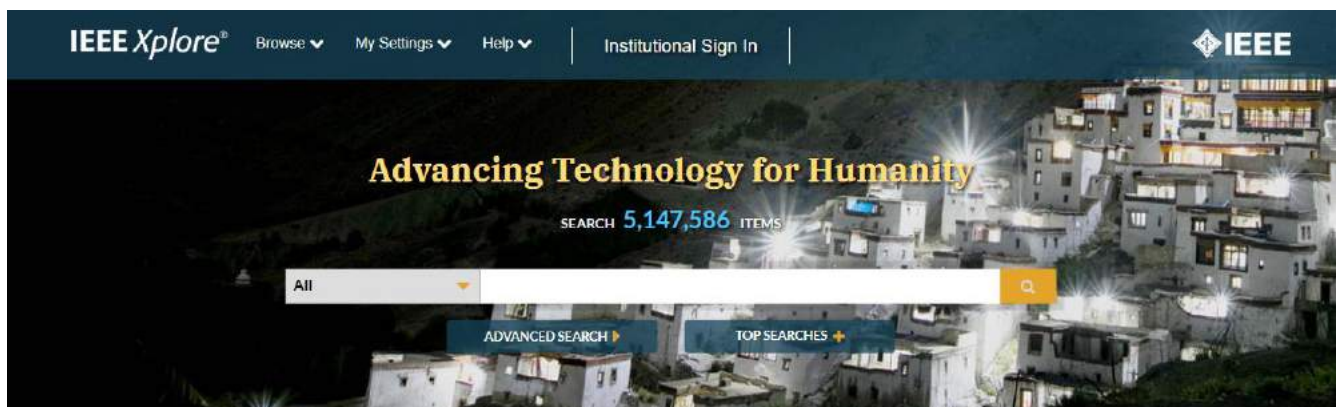 IEEE Xplore® Browse My Settings Help Institutional Sign In IEEE
Advancing Technology for Humanity
SEARCH 5,147,586 ITEMS
All
ADVANCED SEARCH TOP SEARCHES